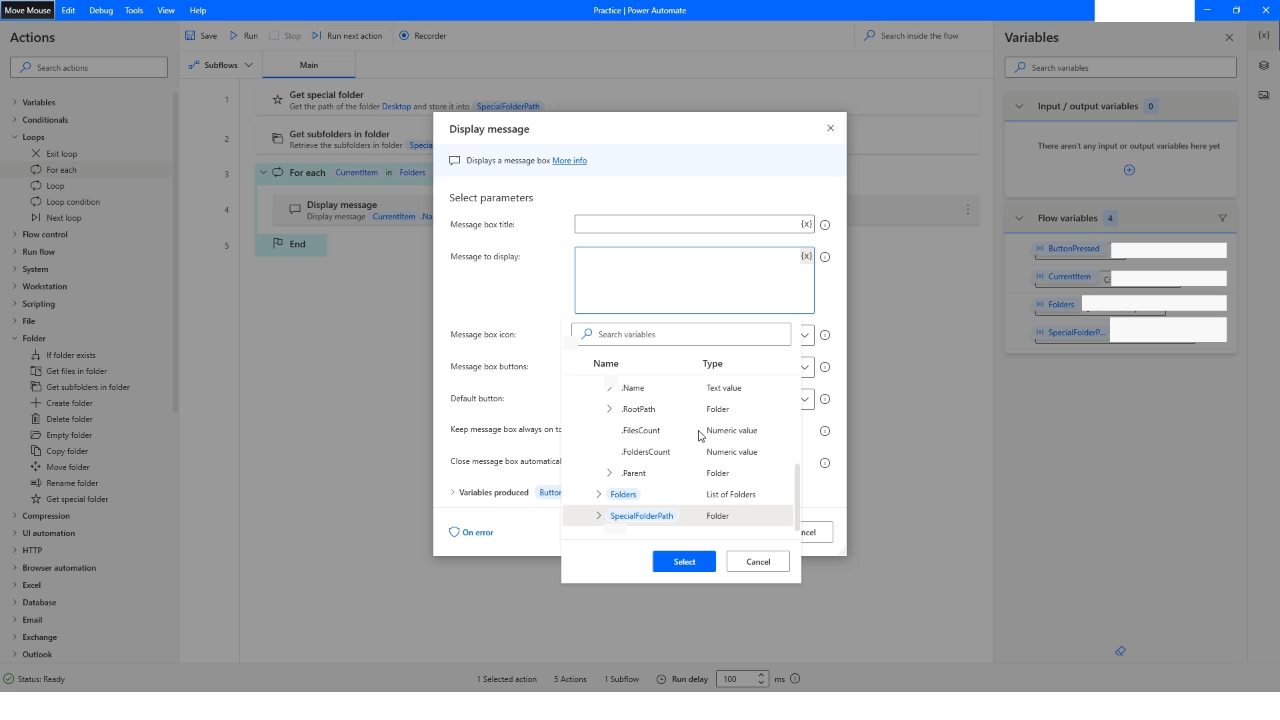 Move Mouse Edit Debug Tools View Help
Practice | Power Automate
Actions
Search actions
Variables
Conditionals
Loops
Exit loop
For each
Loop
Loop condition
Next loop
Flow control
Run flow
System
Workstation
Scripting
File
Folder
If folder exists
Get files in folder
Get subfolders in folder
Create folder
Delete folder
Empty folder
Copy folder
Move folder
Rename folder
Get special folder
Compression
UI automation
HTTP
Browser automation
Excel
Database
Email
Exchange
Outlook
Save Run Stop Run next action Recorder
Search inside the flow
Subflows Main
1 Get special folder
Get the path of the folder Desktop and store it into SpecialFolderPath
2 Get subfolders in folder
Retrieve the subfolders in folder
3 For each CurrentItem in Folders
4 Display message
Display message CurrentItem
5 End
Display message
Displays a message box More info
Select parameters
Message box title: {x}
Message to display: {x}
Message box icon:
Search variables
Message box buttons:
Name Type
Default button:
.Name Text value
.RootPath Folder
Keep message box always on
.FilesCount Numeric value
.FoldersCount Numeric value
Close message box
.Parent Folder
Variables produced
Folders List of Folders
SpecialFolderPath Folder
On error
Select Cancel
Variables
{x}
Search variables
Input / output variables 0
There aren't any input or output variables here yet
Flow variables 4
(x) ButtonPressed
(x) CurrentItem
(x) Folders
(x) SpecialFolderP...
Status: Ready 1 Selected action 5 Actions 1 Subflow Run delay 100 ms